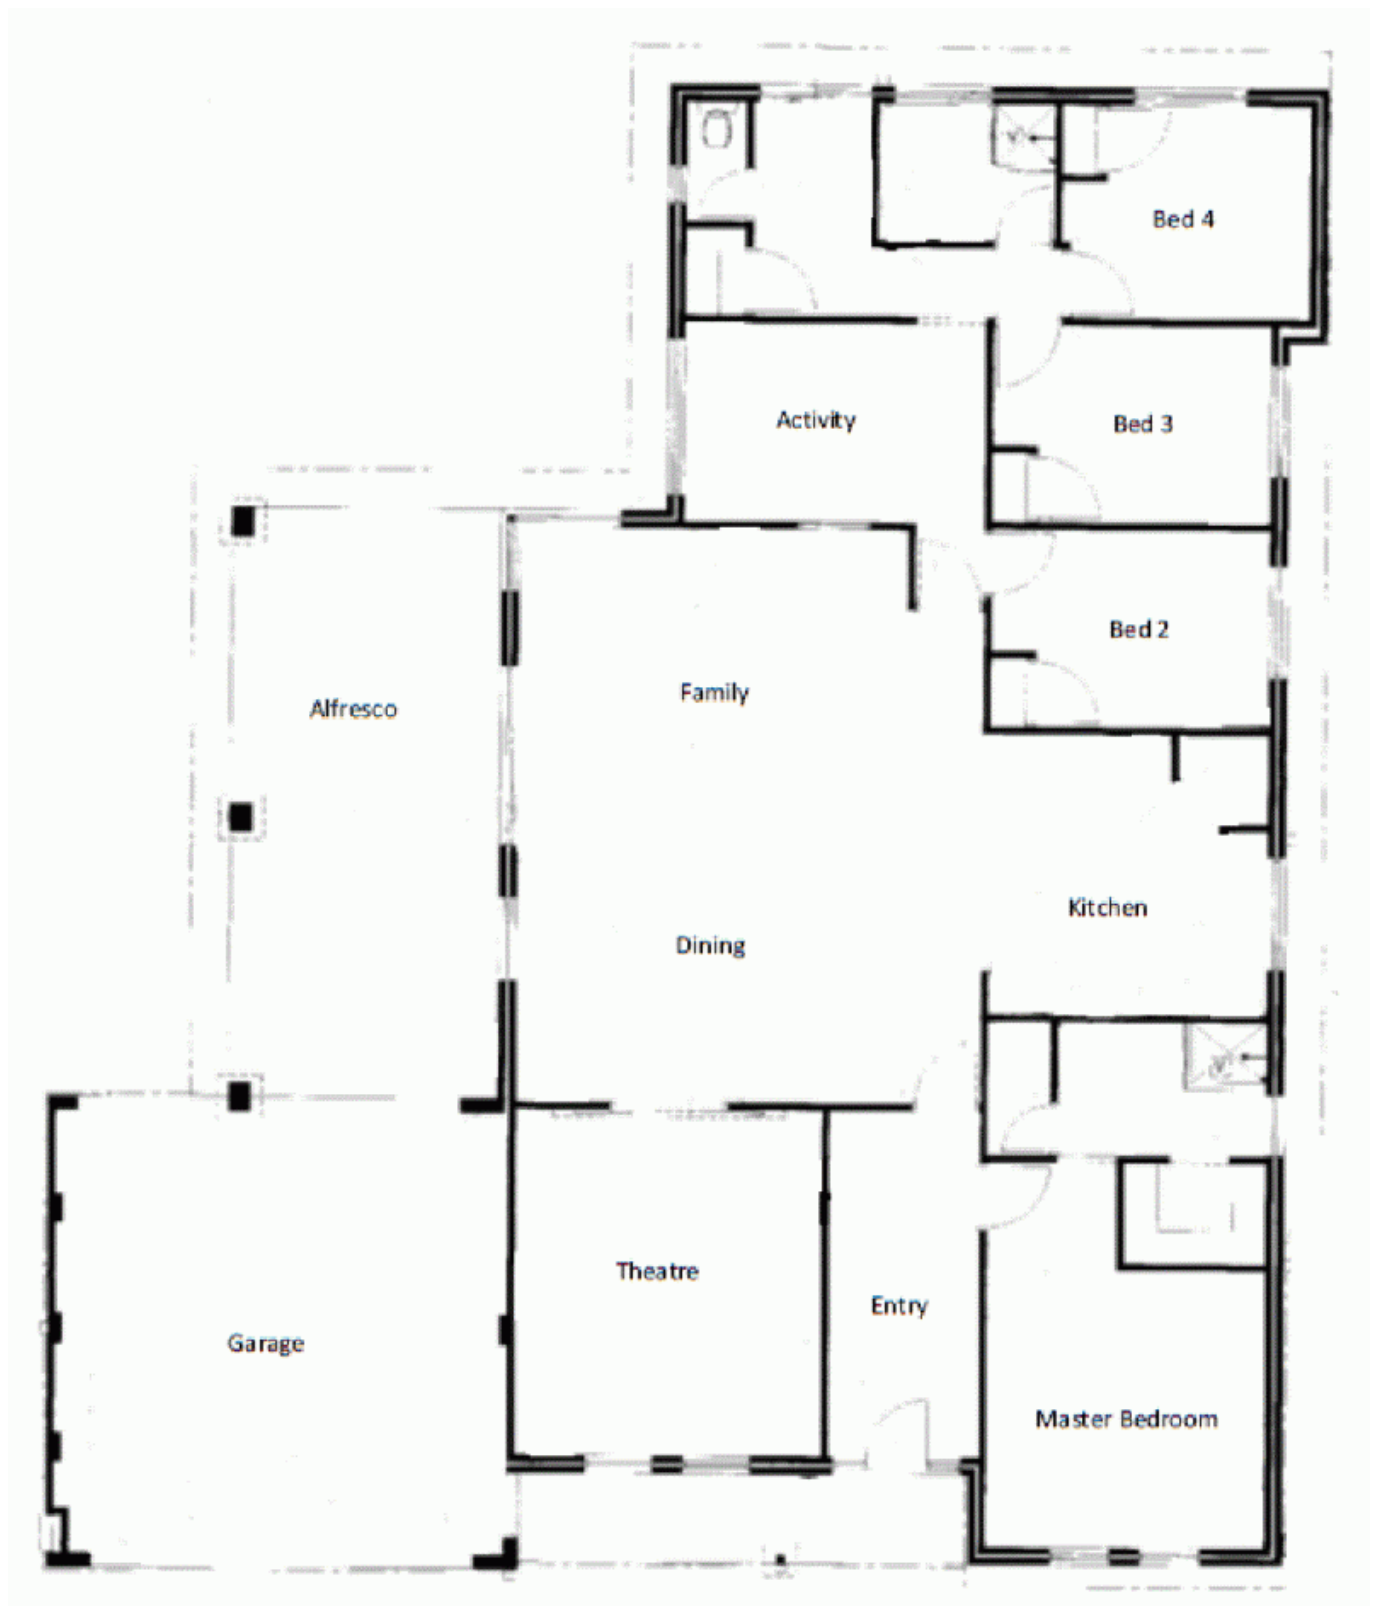 Bed 4
Activity
Bed 3
Bed 2
Family
Alfresco
Kitchen
Dining
Theatre
Entry
Garage
Master Bedroom